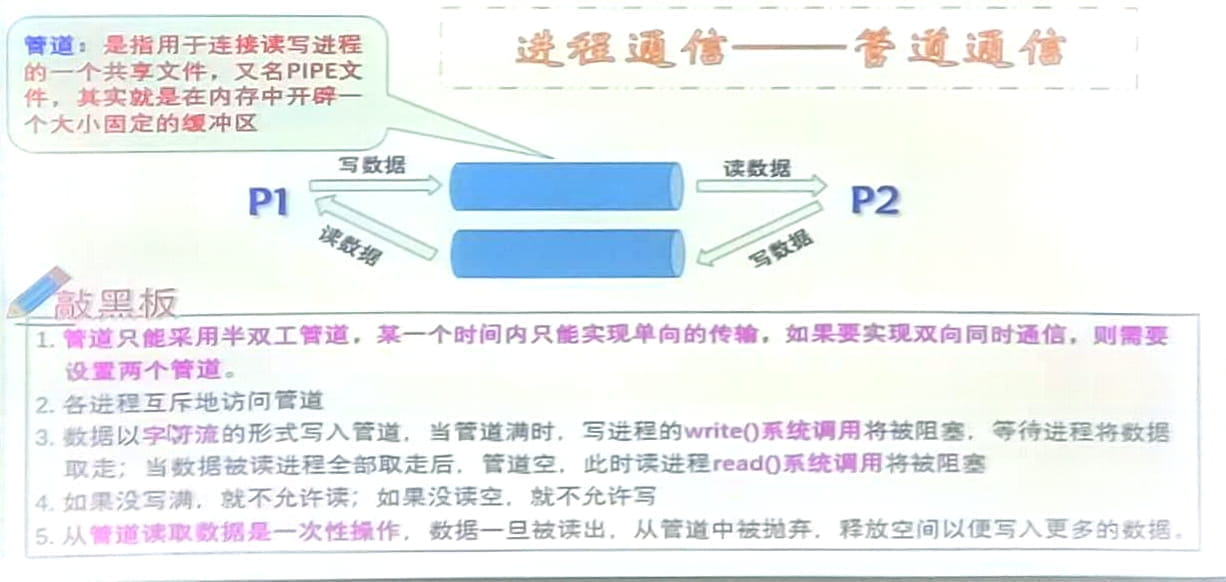 进程通信——管道通信
管道：是指用于连接读写进程
的一个共享文件，又名PIPE文
件，其实就是在内存中开辟一
个大小固定的缓冲区
写数据
读数据
P1
P2
读数据
写数据
敲黑板
1. 管道只能采用半双工管道，某一个时间内只能实现单向的传输，如果要实现双向同时通信，则需要
设置两个管道。
2. 各进程互斥地访问管道
3. 数据以字符流的形式写入管道，当管道满时，写进程的write()系统调用将被阻塞，等待进程将数据
取走；当数据被读进程全部取走后，管道空，此时读进程read()系统调用将被阻塞
4. 如果没写满，就不允许读；如果没读空，就不允许写
5. 从管道读取数据是一次性操作，数据一旦被读出，从管道中被抛弃，释放空间以便写入更多的数据。